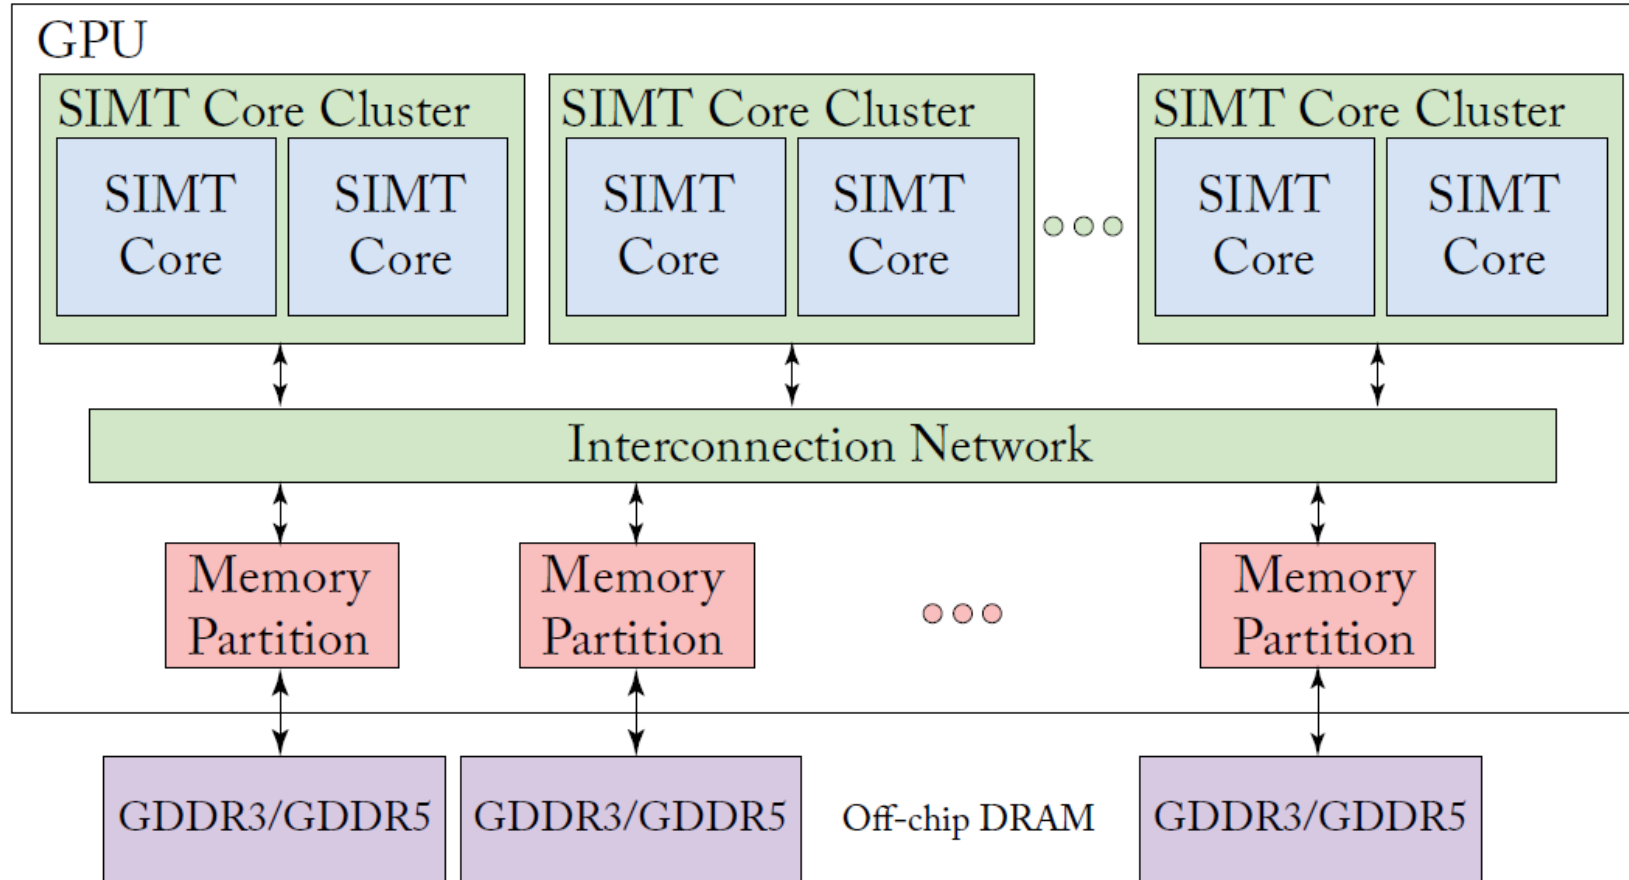 GPU
SIMT Core Cluster
SIMT
Core
SIMT
Core
SIMT Core Cluster
SIMT
Core
SIMT
Core
SIMT Core Cluster
SIMT
Core
SIMT
Core
Interconnection Network
Memory
Partition
Memory
Partition
Memory
Partition
GDDR3/GDDR5
GDDR3/GDDR5
Off-chip DRAM
GDDR3/GDDR5